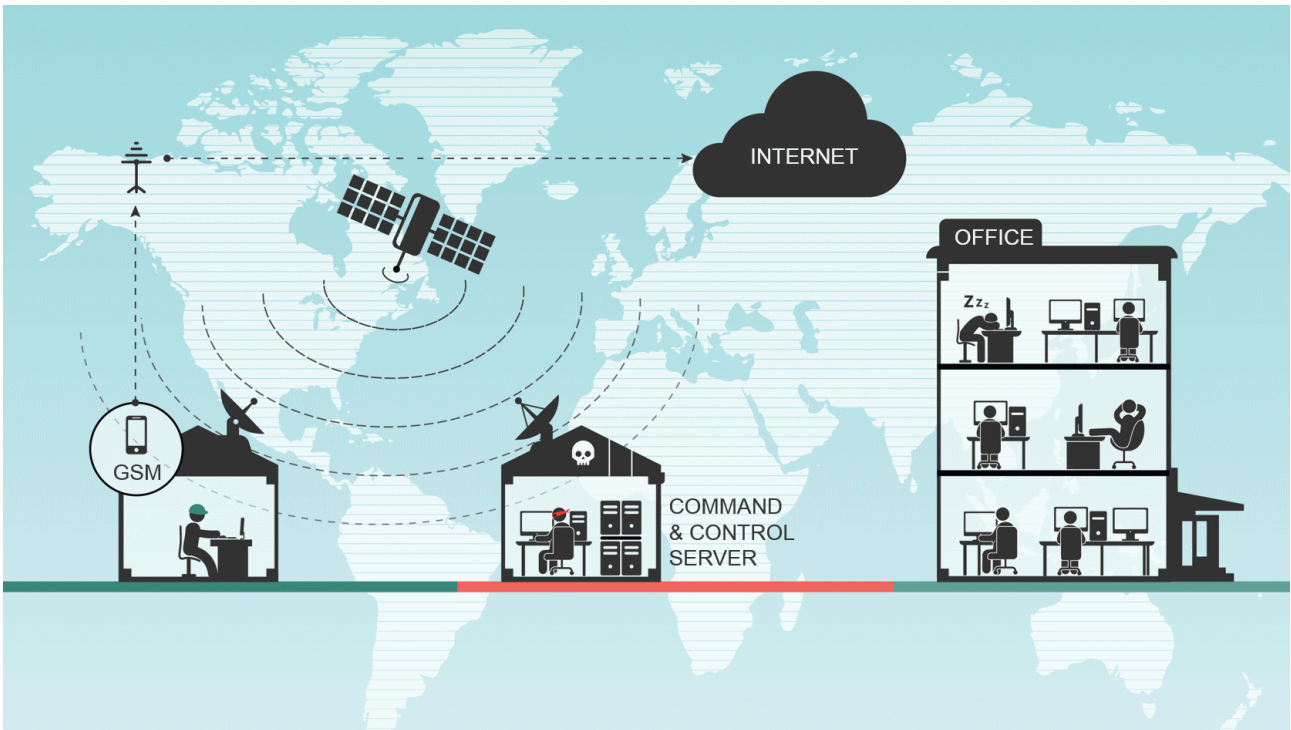 INTERNET
OFFICE
ZZz
GSM
COMMAND
& CONTROL
SERVER